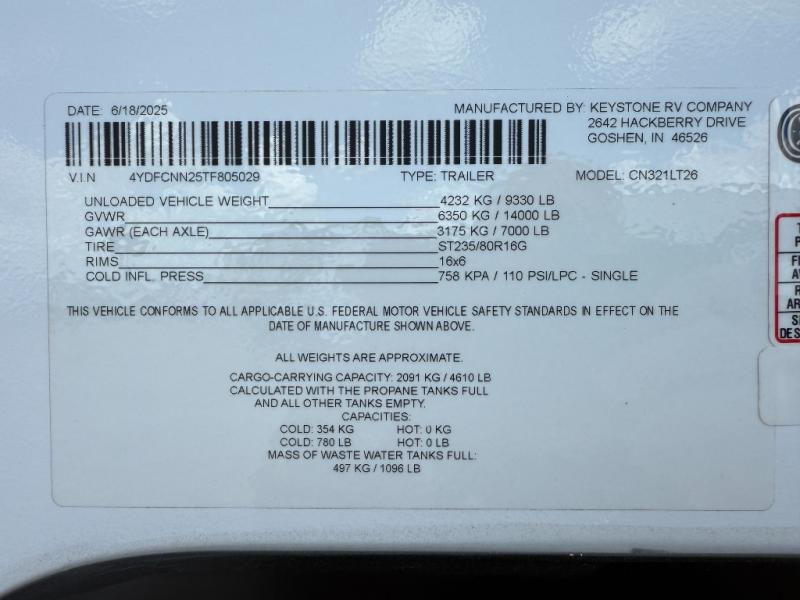 DATE: 6/18/2025
MANUFACTURED BY: KEYSTONE RV COMPANY
2642 HACKBERRY DRIVE
GOSHEN, IN 46526
V.I.N 4YDFCNN25TF805029 TYPE: TRAILER MODEL: CN321LT26
UNLOADED VEHICLE WEIGHT 4232 KG / 9330 LB
GVWR 6350 KG / 14000 LB
GAWR (EACH AXLE) 3175 KG / 7000 LB
TIRE ST235/80R16G
RIMS 16x6
COLD INFL. PRESS 758 KPA / 110 PSI/LPC - SINGLE
THIS VEHICLE CONFORMS TO ALL APPLICABLE U.S. FEDERAL MOTOR VEHICLE SAFETY STANDARDS IN EFFECT ON THE
DATE OF MANUFACTURE SHOWN ABOVE.
ALL WEIGHTS ARE APPROXIMATE.
CARGO-CARRYING CAPACITY: 2091 KG / 4610 LB
CALCULATED WITH THE PROPANE TANKS FULL
AND ALL OTHER TANKS EMPTY.
CAPACITIES:
COLD: 354 KG HOT: 0 KG
COLD: 780 LB HOT: 0 LB
MASS OF WASTE WATER TANKS FULL:
497 KG / 1096 LB